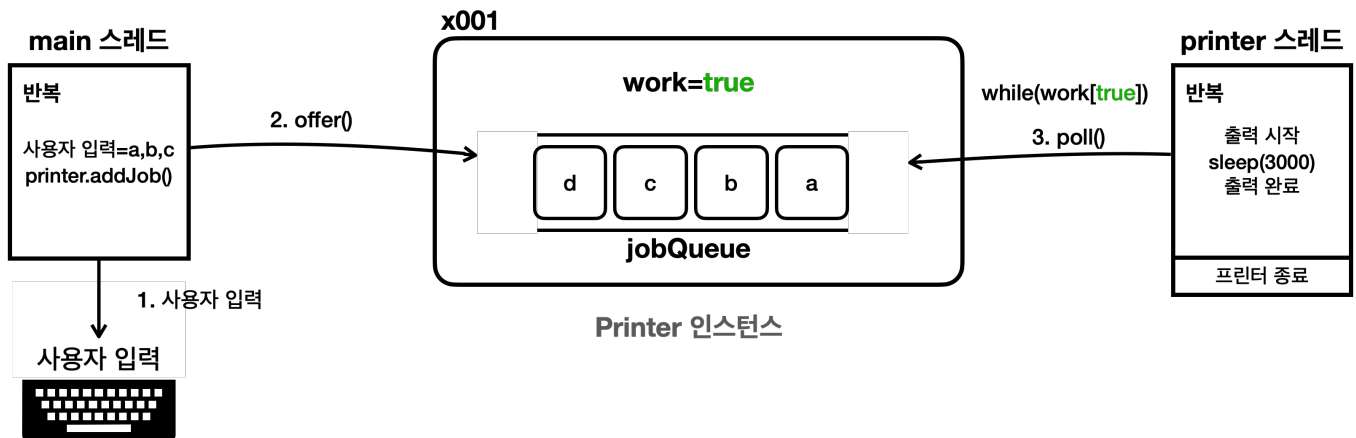 x001
main 스레드
printer 스레드
반복
사용자 입력=a,b,c
printer.addJob()
2. offer()
work=true
d c b a
jobQueue
Printer 인스턴스
while(work[true])
3. poll()
반복
출력 시작
sleep(3000)
출력 완료
프린터 종료
1. 사용자 입력
사용자 입력